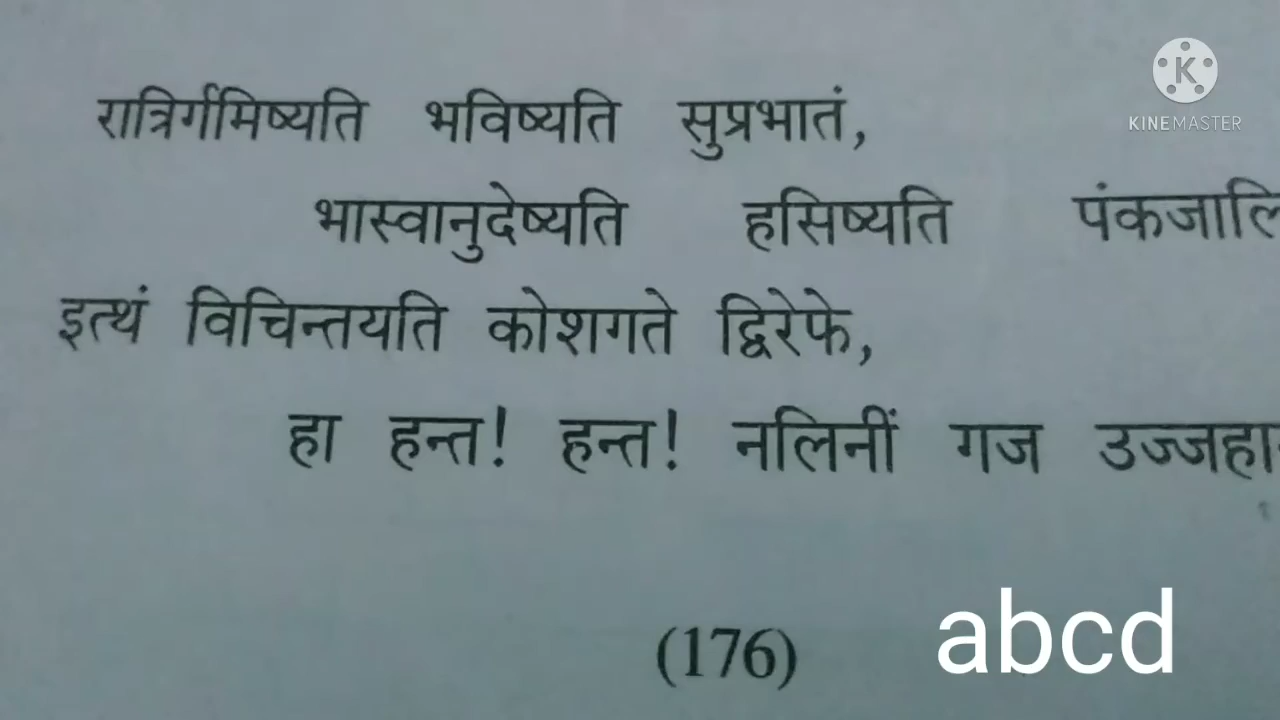 रात्रिर्गमिष्यति भविष्यति सुप्रभातं,
भास्वानुदेष्यति हसिष्यति पंकजालि
इत्थं विचिन्तयति कोशगते द्विरेफे,
हा हन्त! हन्त! नलिनीं गज उज्जहा
(176)
abcd
K
KINEMASTER